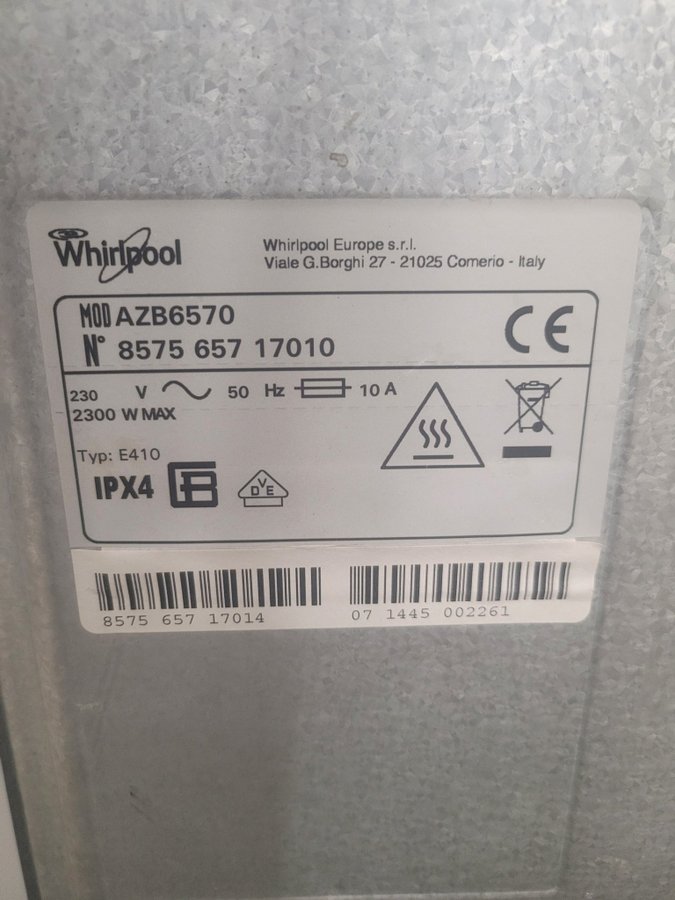 Whirlpool
Whirlpool Europe s.r.l.
Viale G.Borghi 27 - 21025 Comerio - Italy
MOD AZB6570
N° 8575 657 17010
CE
230 V 50 Hz 10 A
2300 W MAX
Typ: E410
IPX4
DVE
8575 657 17014
07 1445 002261